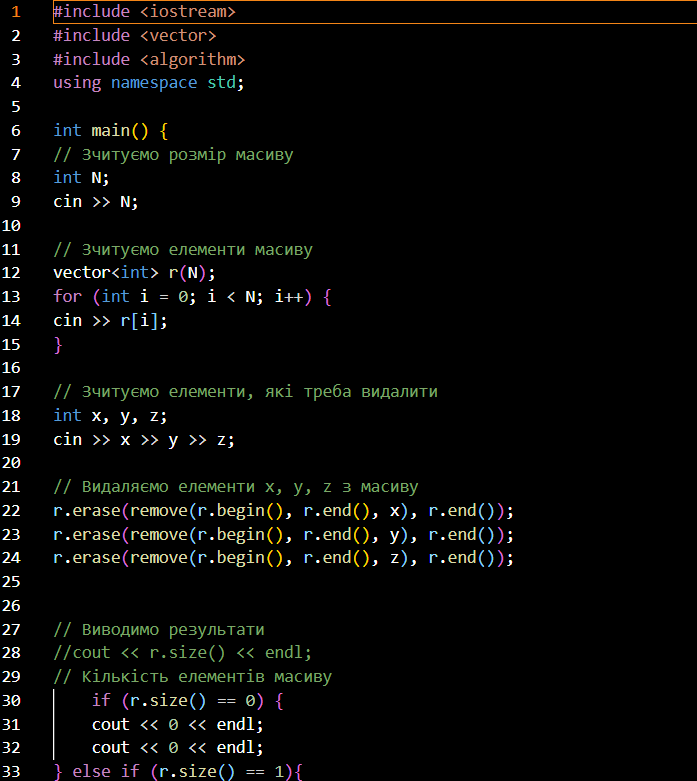 1 #include <iostream>
2 #include <vector>
3 #include <algorithm>
4 using namespace std;
5
6 int main() {
7 // Зчитуємо розмір масиву
8 int N;
9 cin >> N;
10
11 // Зчитуємо елементи масиву
12 vector<int> r(N);
13 for (int i = 0; i < N; i++) {
14 cin >> r[i];
15 }
16
17 // Зчитуємо елементи, які треба видалити
18 int x, y, z;
19 cin >> x >> y >> z;
20
21 // Видаляємо елементи x, y, z з масиву
22 r.erase(remove(r.begin(), r.end(), x), r.end());
23 r.erase(remove(r.begin(), r.end(), y), r.end());
24 r.erase(remove(r.begin(), r.end(), z), r.end());
25
26
27 // Виводимо результати
28 //cout << r.size() << endl;
29 // Кількість елементів масиву
30     if (r.size() == 0) {
31     cout << 0 << endl;
32     cout << 0 << endl;
33 } else if (r.size() == 1){